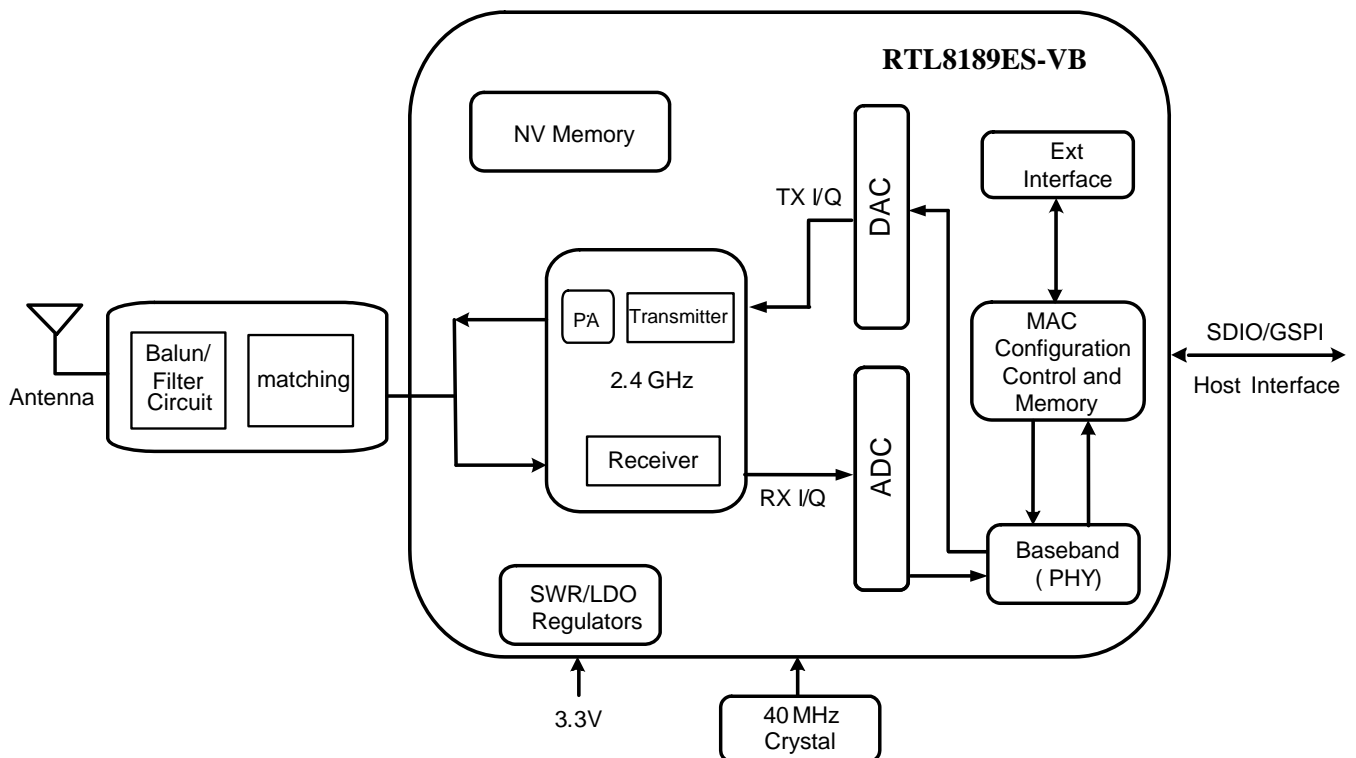 RTL8189ES-VB
NV Memory
Ext
Interface
TX I/Q
DAC
PA
Transmitter
MAC
Configuration
Control and
Memory
SDIO/GSPI
Host Interface
Balun/
Filter
Circuit
matching
Antenna
2.4 GHz
Receiver
RX I/Q
ADC
Baseband
( PHY)
SWR/LDO
Regulators
3.3V
40 MHz
Crystal